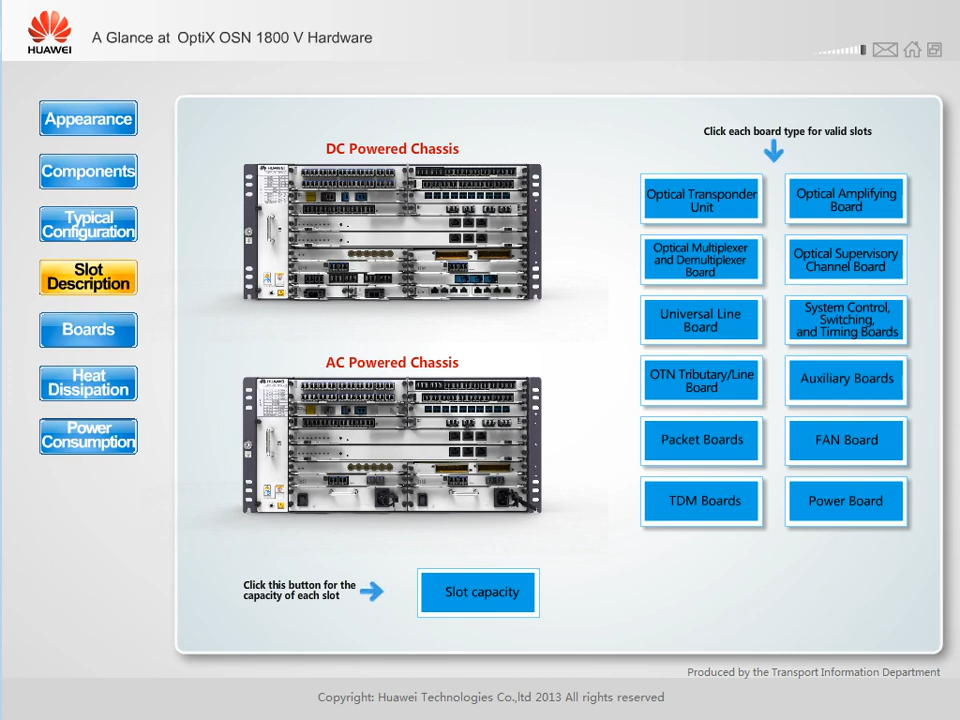 HUAWEI
A Glance at OptiX OSN 1800 V Hardware
Appearance
Components
Typical
Configuration
Slot
Description
Boards
Heat
Dissipation
Power
Consumption
DC Powered Chassis
HUAWEI
AC Powered Chassis
HUAWEI
Click this button for the
capacity of each slot
Slot capacity
Click each board type for valid slots
Optical Transponder
Unit
Optical Amplifying
Board
Optical Multiplexer
and Demultiplexer
Board
Optical Supervisory
Channel Board
Universal Line
Board
System Control,
Switching,
and Timing Boards
OTN Tributary/Line
Board
Auxiliary Boards
Packet Boards
FAN Board
TDM Boards
Power Board
Produced by the Transport Information Department
Copyright: Huawei Technologies Co.,ltd 2013 All rights reserved